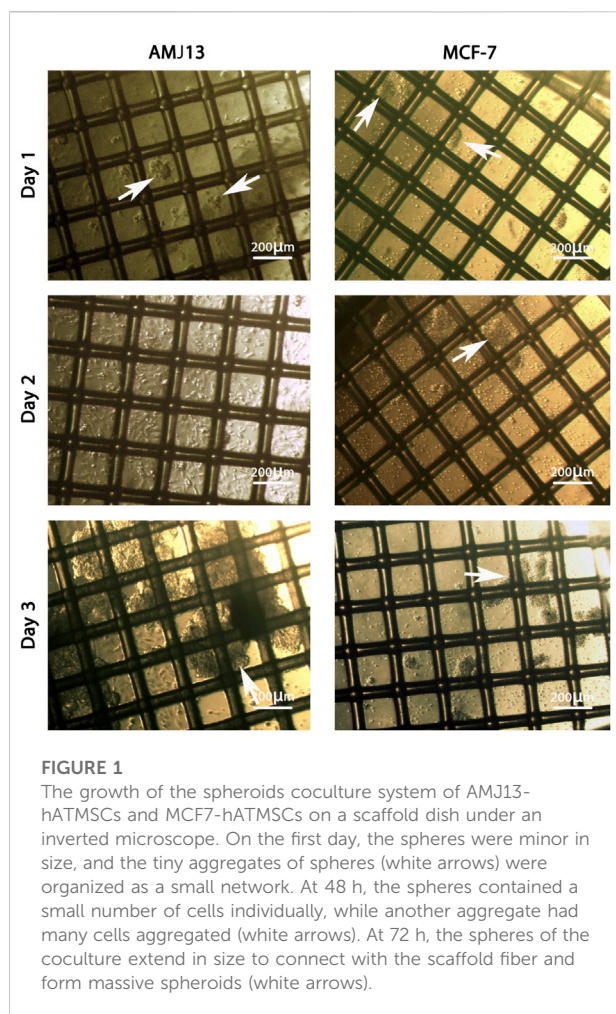 AMJ13 MCF-7
Day 1
200µm 200µm
Day 2
200µm 200µm
Day 3
200µm 200µm
FIGURE 1
The growth of the spheroids coculture system of AMJ13-
hATMSCs and MCF7-hATMSCs on a scaffold dish under an
inverted microscope. On the first day, the spheres were minor in
size, and the tiny aggregates of spheres (white arrows) were
organized as a small network. At 48 h, the spheres contained a
small number of cells individually, while another aggregate had
many cells aggregated (white arrows). At 72 h, the spheres of the
coculture extend in size to connect with the scaffold fiber and
form massive spheroids (white arrows).